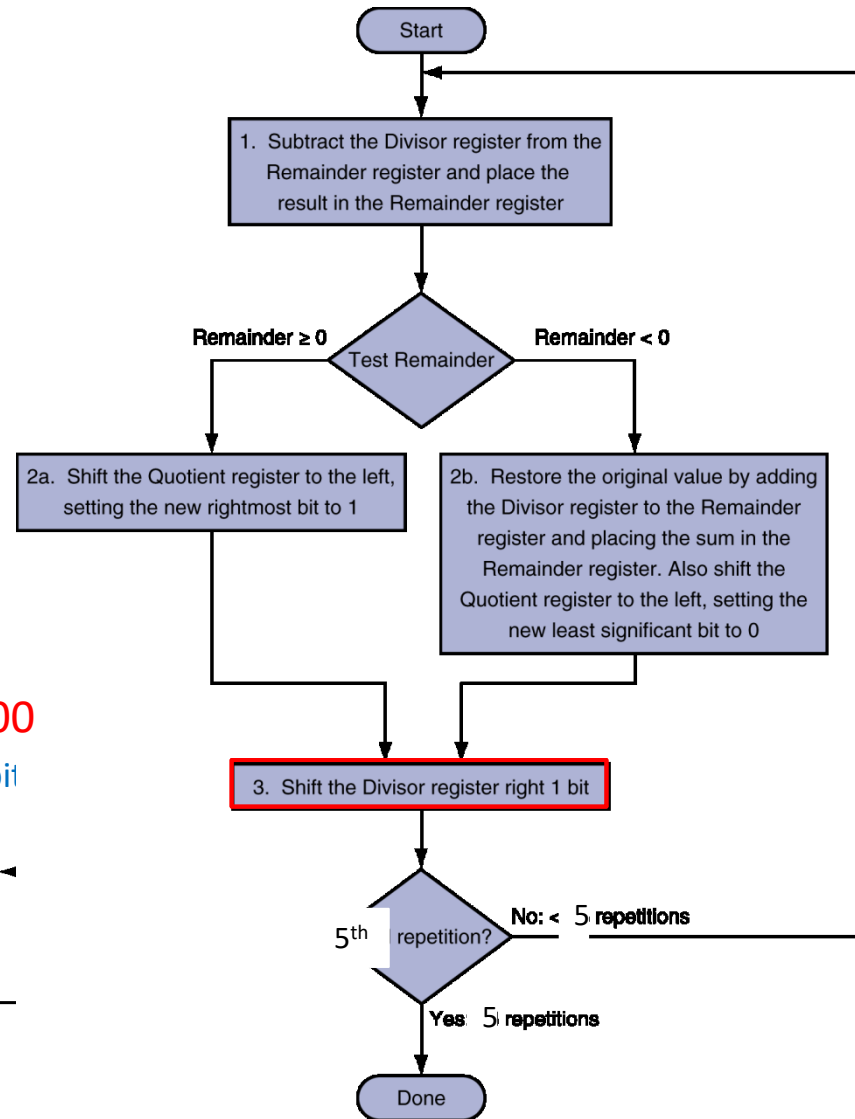 Start
1. Subtract the Divisor register from the
Remainder register and place the
result in the Remainder register
Remainder ≥ 0
Remainder < 0
Test Remainder
2a. Shift the Quotient register to the left,
setting the new rightmost bit to 1
2b. Restore the original value by adding
the Divisor register to the Remainder
register and placing the sum in the
Remainder register. Also shift the
Quotient register to the left, setting the
new least significant bit to 0
00
bit
3. Shift the Divisor register right 1 bit
No: < 5 repetitions
5th repetition?
Yes: 5 repetitions
Done